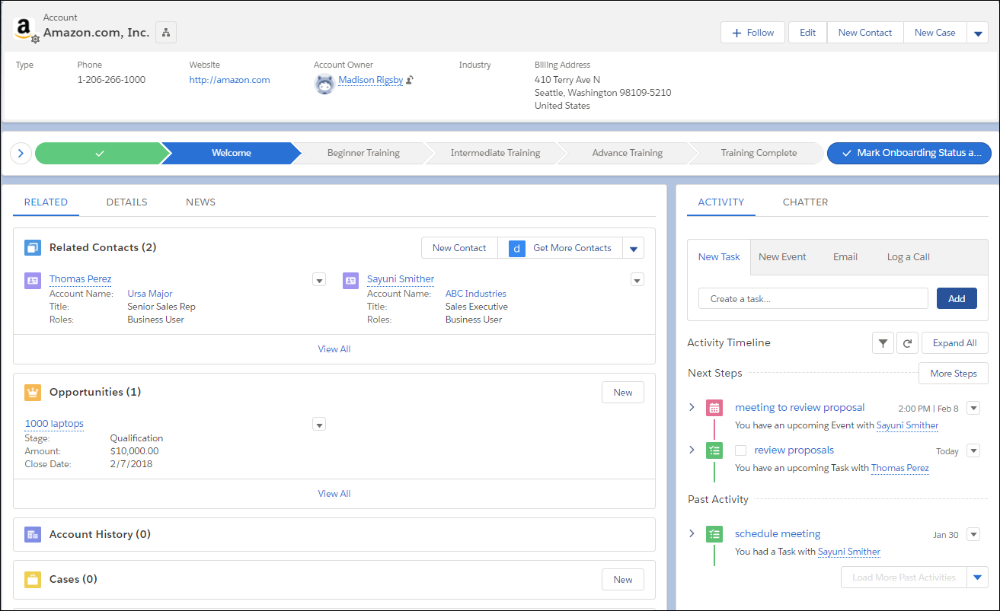 Account
Amazon.com, Inc.
Follow
Edit
New Contact
New Case
Type
Phone
1-206-266-1000
Website
http://amazon.com
Account Owner
Madison Rigsby
Industry
Billing Address
410 Terry Ave N
Seattle, Washington 98109-5210
United States
Welcome
Beginner Training
Intermediate Training
Advance Training
Training Complete
Mark Onboarding Status a...
RELATED
DETAILS
NEWS
Related Contacts (2)
New Contact
d
Get More Contacts
Thomas Perez
Account Name: Ursa Major
Title: Senior Sales Rep
Roles: Business User
Sayuni Smither
Account Name: ABC Industries
Title: Sales Executive
Roles: Business User
View All
Opportunities (1)
New
1000 laptops
Stage: Qualification
Amount: $10,000.00
Close Date: 2/7/2018
View All
Account History (0)
Cases (0)
New
ACTIVITY
CHATTER
New Task
New Event
Email
Log a Call
Create a task...
Add
Activity Timeline
Expand All
Next Steps
More Steps
meeting to review proposal
2:00 PM | Feb 8
You have an upcoming Event with Sayuni Smither
review proposals
Today
You have an upcoming Task with Thomas Perez
Past Activity
schedule meeting
Jan 30
You had a Task with Sayuni Smither
Load More Past Activities